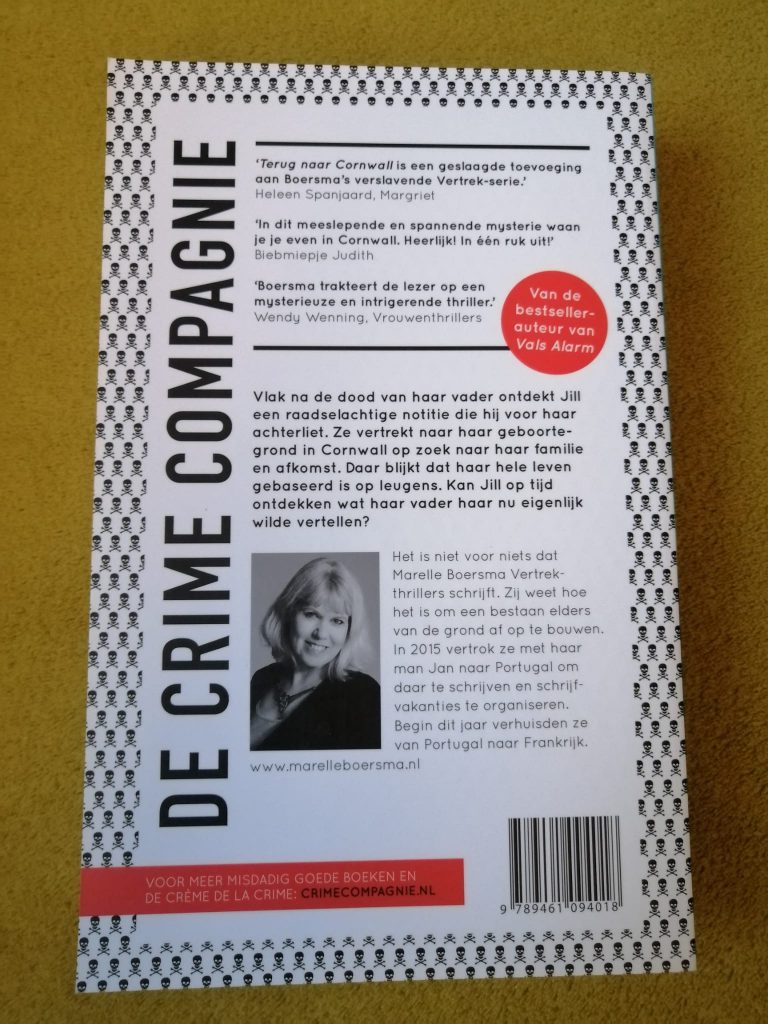 DE CRIME COMPAGNIE
‘Terug naar Cornwall is een geslaagde toevoeging
aan Boersma’s verslavende Vertrek-serie.’
Heleen Spanjaard, Margriet
‘In dit meeslepende en spannende mysterie waan
je je even in Cornwall. Heerlijk! In één ruk uit!’
Biebmiepje Judith
‘Boersma trakteert de lezer op een
mysterieuze en intrigerende thriller.’
Wendy Wenning, Vrouwenthrillers
Van de
bestseller-
auteur van
Vals Alarm
Vlak na de dood van haar vader ontdekt Jill
een raadselachtige notitie die hij voor haar
achterliet. Ze vertrekt naar haar geboorte-
grond in Cornwall op zoek naar haar familie
en afkomst. Daar blijkt dat haar hele leven
gebaseerd is op leugens. Kan Jill op tijd
ontdekken wat haar vader haar nu eigenlijk
wilde vertellen?
Het is niet voor niets dat
Marelle Boersma Vertrek-
thrillers schrijft. Zij weet hoe
het is om een bestaan elders
van de grond af op te bouwen.
In 2015 vertrok ze met haar
man Jan naar Portugal om
daar te schrijven en schrijf-
vakanties te organiseren.
Begin dit jaar verhuisden ze
van Portugal naar Frankrijk.
www.marelleboersma.nl
VOOR MEER MISDADIG GOEDE BOEKEN EN
DE CRÈME DE LA CRIME: CRIMECOMPAGNIE.NL
9 789461 094018